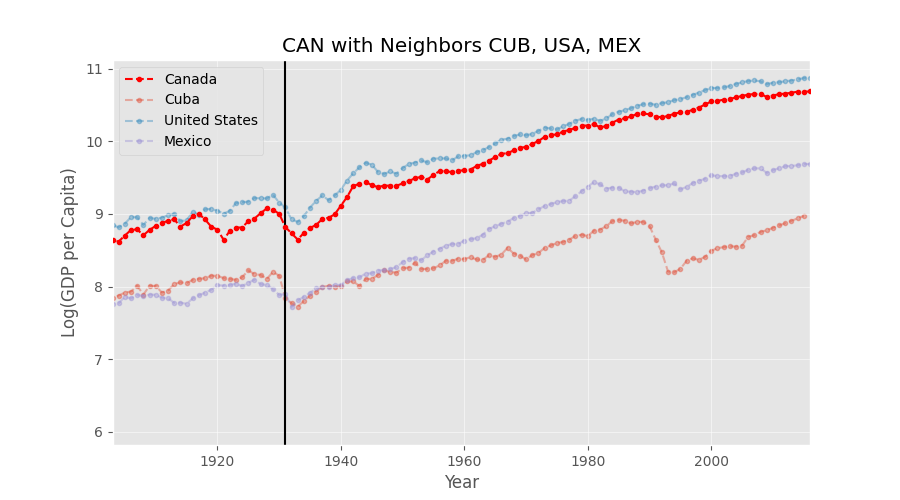 CAN with Neighbors CUB, USA, MEX
Canada
Cuba
United States
Mexico
Log(GDP per Capita)
11
10
9
8
7
6
1920
1940
1960
1980
2000
Year